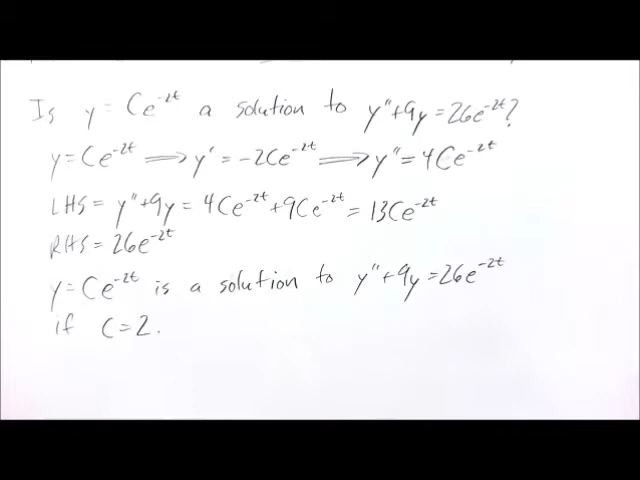 Is y = Ce^{-2t} a solution to y''+9y = 26e^{-2t}?
y = Ce^{-2t} ⟹ y' = -2Ce^{-2t} ⟹ y'' = 4Ce^{-2t}
LHS = y''+9y = 4Ce^{-2t}+9Ce^{-2t} = 13Ce^{-2t}
RHS = 26e^{-2t}
y = Ce^{-2t} is a solution to y''+9y = 26e^{-2t}
if C=2.